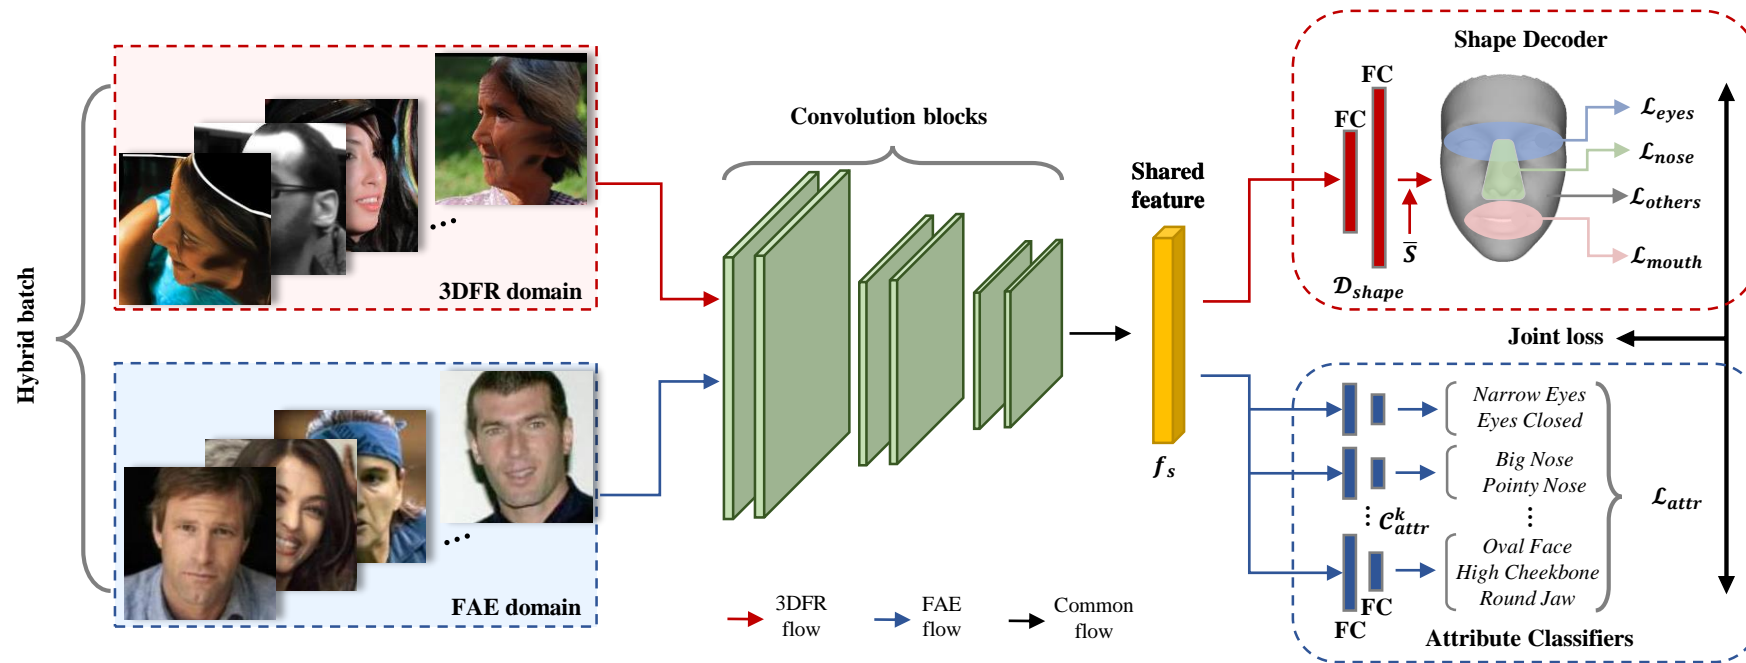 Hybrid batch
3DFR domain
FAE domain
Convolution blocks
Shared
feature
f_s
3DFR
flow
FAE
flow
Common
flow
Shape Decoder
FC
FC
𝒟_shape
S̅
ℒ_eyes
ℒ_nose
ℒ_others
ℒ_mouth
Joint loss
Narrow Eyes
Eyes Closed
Big Nose
Pointy Nose
𝒞^k_attr
Oval Face
High Cheekbone
Round Jaw
ℒ_attr
FC
FC
Attribute Classifiers